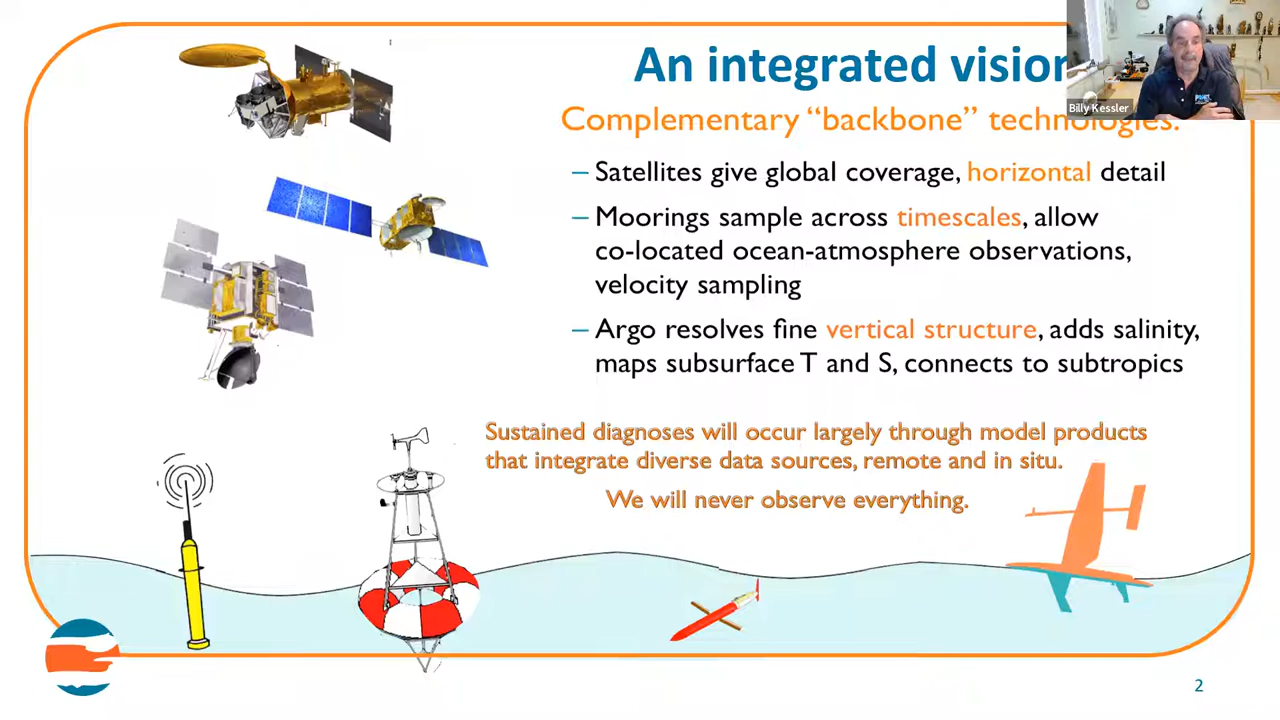 An integrated vision
Billy Kessler
Complementary “backbone” technologies:
– Satellites give global coverage, horizontal detail
– Moorings sample across timescales, allow
co-located ocean-atmosphere observations,
velocity sampling
– Argo resolves fine vertical structure, adds salinity,
maps subsurface T and S, connects to subtropics
Sustained diagnoses will occur largely through model products
that integrate diverse data sources, remote and in situ.
We will never observe everything.
2